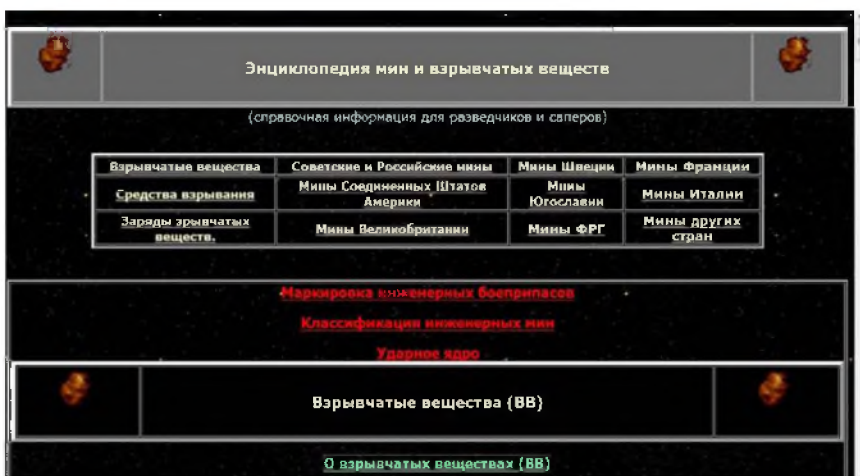 Энциклопедия мин и взрывчатых веществ
(справочная информация для разведчиков и саперов)
Взрывчатые вещества Советские и Российские мины Мины Швеции Мины Франции
Средства взрывания Мины Соединенных Штатов Америки Мины Югославии Мины Италии
Заряды зрывчатых веществ. Мины Великобритании Мины ФРГ Мины других стран
Маркировка инженерных боеприпасов
Классификация инженерных мин
Ударное ядро
Взрывчатые вещества (ВВ)
О взрывчатых веществах (ВВ)